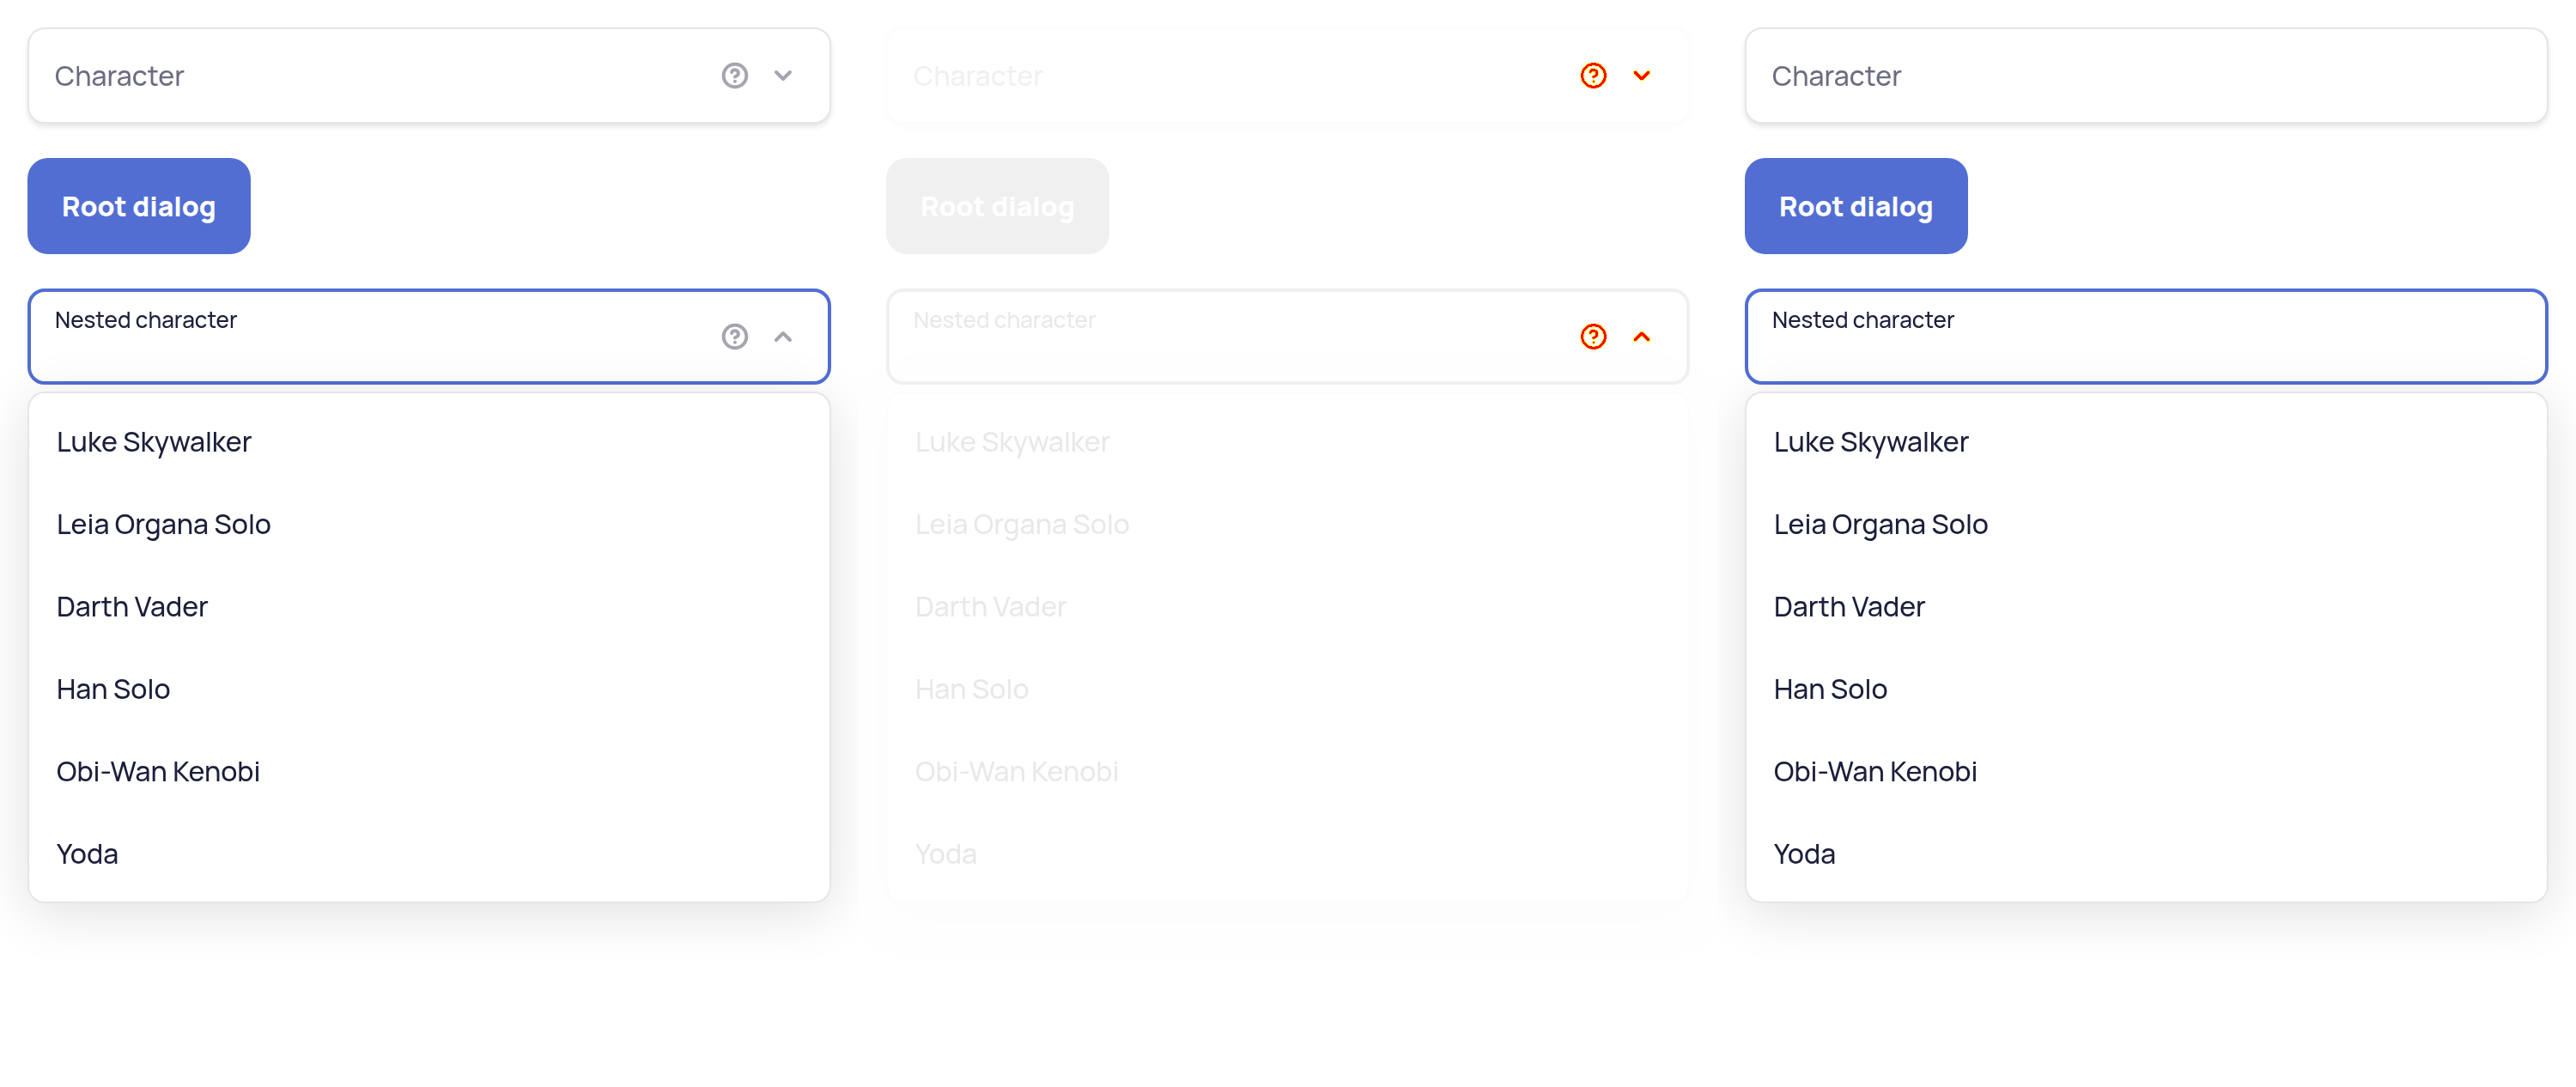 Character
Root dialog
Nested character
Luke Skywalker
Leia Organa Solo
Darth Vader
Han Solo
Obi-Wan Kenobi
Yoda
Character
Root dialog
Nested character
Luke Skywalker
Leia Organa Solo
Darth Vader
Han Solo
Obi-Wan Kenobi
Yoda
Character
Root dialog
Nested character
Luke Skywalker
Leia Organa Solo
Darth Vader
Han Solo
Obi-Wan Kenobi
Yoda